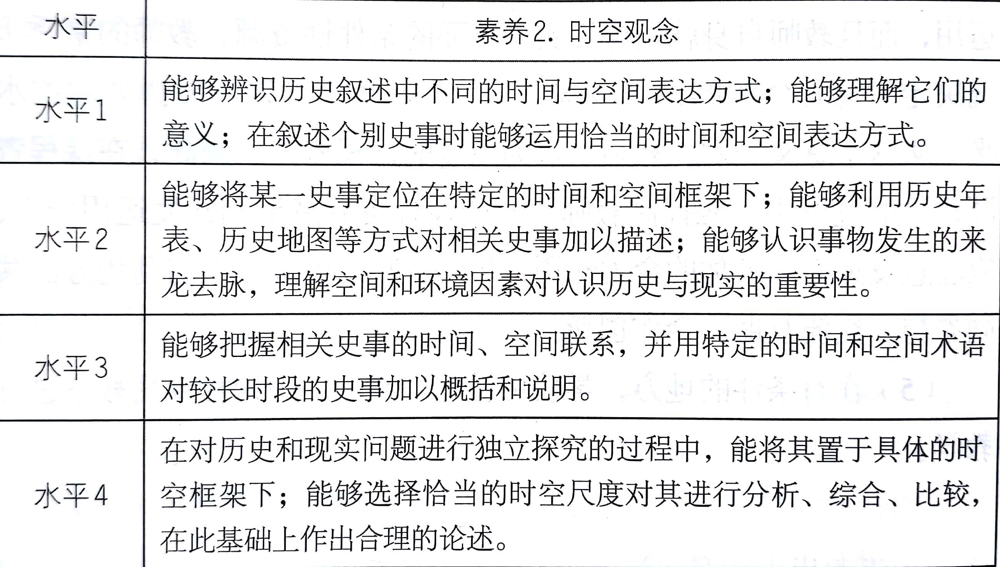 水平
素养2. 时空观念
水平1
能够辨识历史叙述中不同的时间与空间表达方式；能够理解它们的
意义；在叙述个别史事时能够运用恰当的时间和空间表达方式。
水平2
能够将某一史事定位在特定的时间和空间框架下；能够利用历史年
表、历史地图等方式对相关史事加以描述；能够认识事物发生的来
龙去脉，理解空间和环境因素对认识历史与现实的重要性。
水平3
能够把握相关史事的时间、空间联系，并用特定的时间和空间术语
对较长时段的史事加以概括和说明。
水平4
在对历史和现实问题进行独立探究的过程中，能将其置于具体的时
空框架下；能够选择恰当的时空尺度对其进行分析、综合、比较，
在此基础上作出合理的论述。